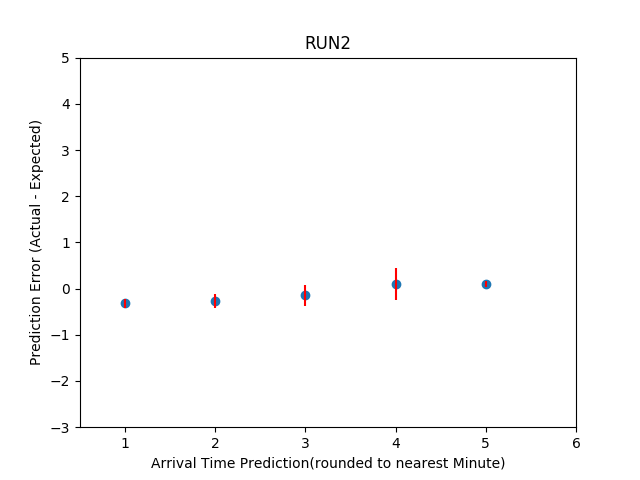 RUN2
5
4
3
2
1
0
−1
−2
−3
Prediction Error (Actual - Expected)
1 2 3 4 5 6
Arrival Time Prediction(rounded to nearest Minute)